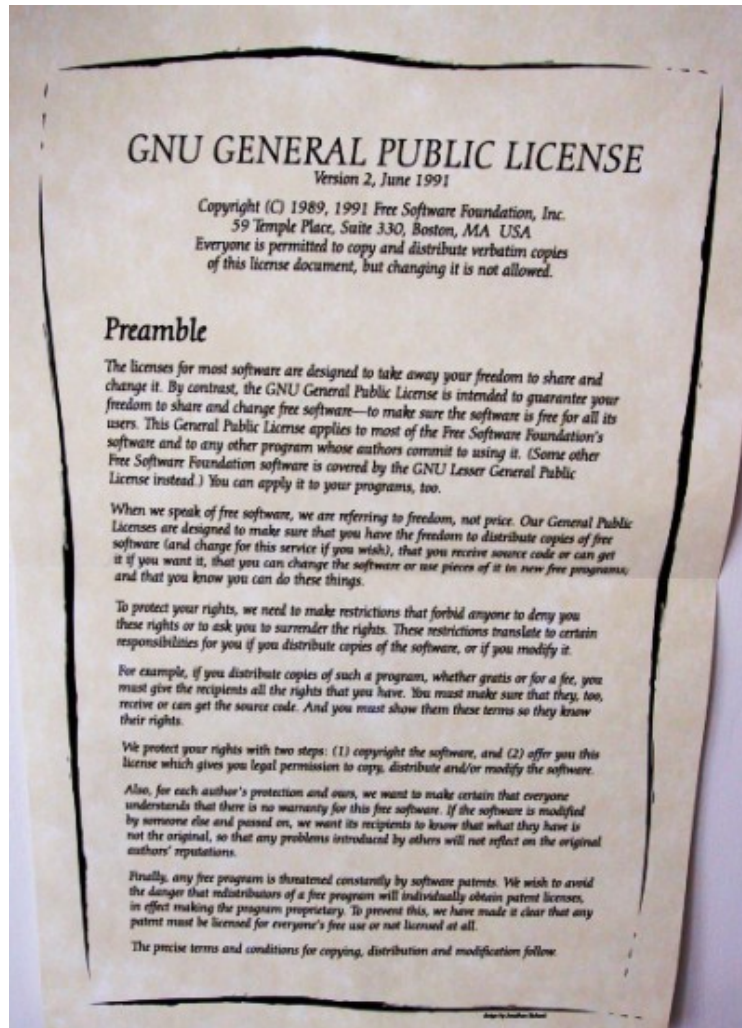 GNU GENERAL PUBLIC LICENSE
Version 2, June 1991
Copyright (C) 1989, 1991 Free Software Foundation, Inc.
59 Temple Place, Suite 330, Boston, MA USA
Everyone is permitted to copy and distribute verbatim copies
of this license document, but changing it is not allowed.
Preamble
The licenses for most software are designed to take away your freedom to share and
change it. By contrast, the GNU General Public License is intended to guarantee your
freedom to share and change free software—to make sure the software is free for all its
users. This General Public License applies to most of the Free Software Foundation's
software and to any other program whose authors commit to using it. (Some other
Free Software Foundation software is covered by the GNU Lesser General Public
License instead.) You can apply it to your programs, too.
When we speak of free software, we are referring to freedom, not price. Our General Public
Licenses are designed to make sure that you have the freedom to distribute copies of free
software (and charge for this service if you wish), that you receive source code or can get
it if you want it, that you can change the software or use pieces of it in new free programs;
and that you know you can do these things.
To protect your rights, we need to make restrictions that forbid anyone to deny you
these rights or to ask you to surrender the rights. These restrictions translate to certain
responsibilities for you if you distribute copies of the software, or if you modify it.
For example, if you distribute copies of such a program, whether gratis or for a fee, you
must give the recipients all the rights that you have. You must make sure that they, too,
receive or can get the source code. And you must show them these terms so they know
their rights.
We protect your rights with two steps: (1) copyright the software, and (2) offer you this
license which gives you legal permission to copy, distribute and/or modify the software.
Also, for each author's protection and ours, we want to make certain that everyone
understands that there is no warranty for this free software. If the software is modified
by someone else and passed on, we want its recipients to know that what they have is
not the original, so that any problems introduced by others will not reflect on the original
authors' reputations.
Finally, any free program is threatened constantly by software patents. We wish to avoid
the danger that redistributors of a free program will individually obtain patent licenses,
in effect making the program proprietary. To prevent this, we have made it clear that any
patent must be licensed for everyone's free use or not licensed at all.
The precise terms and conditions for copying, distribution and modification follow.
design by Jonathan